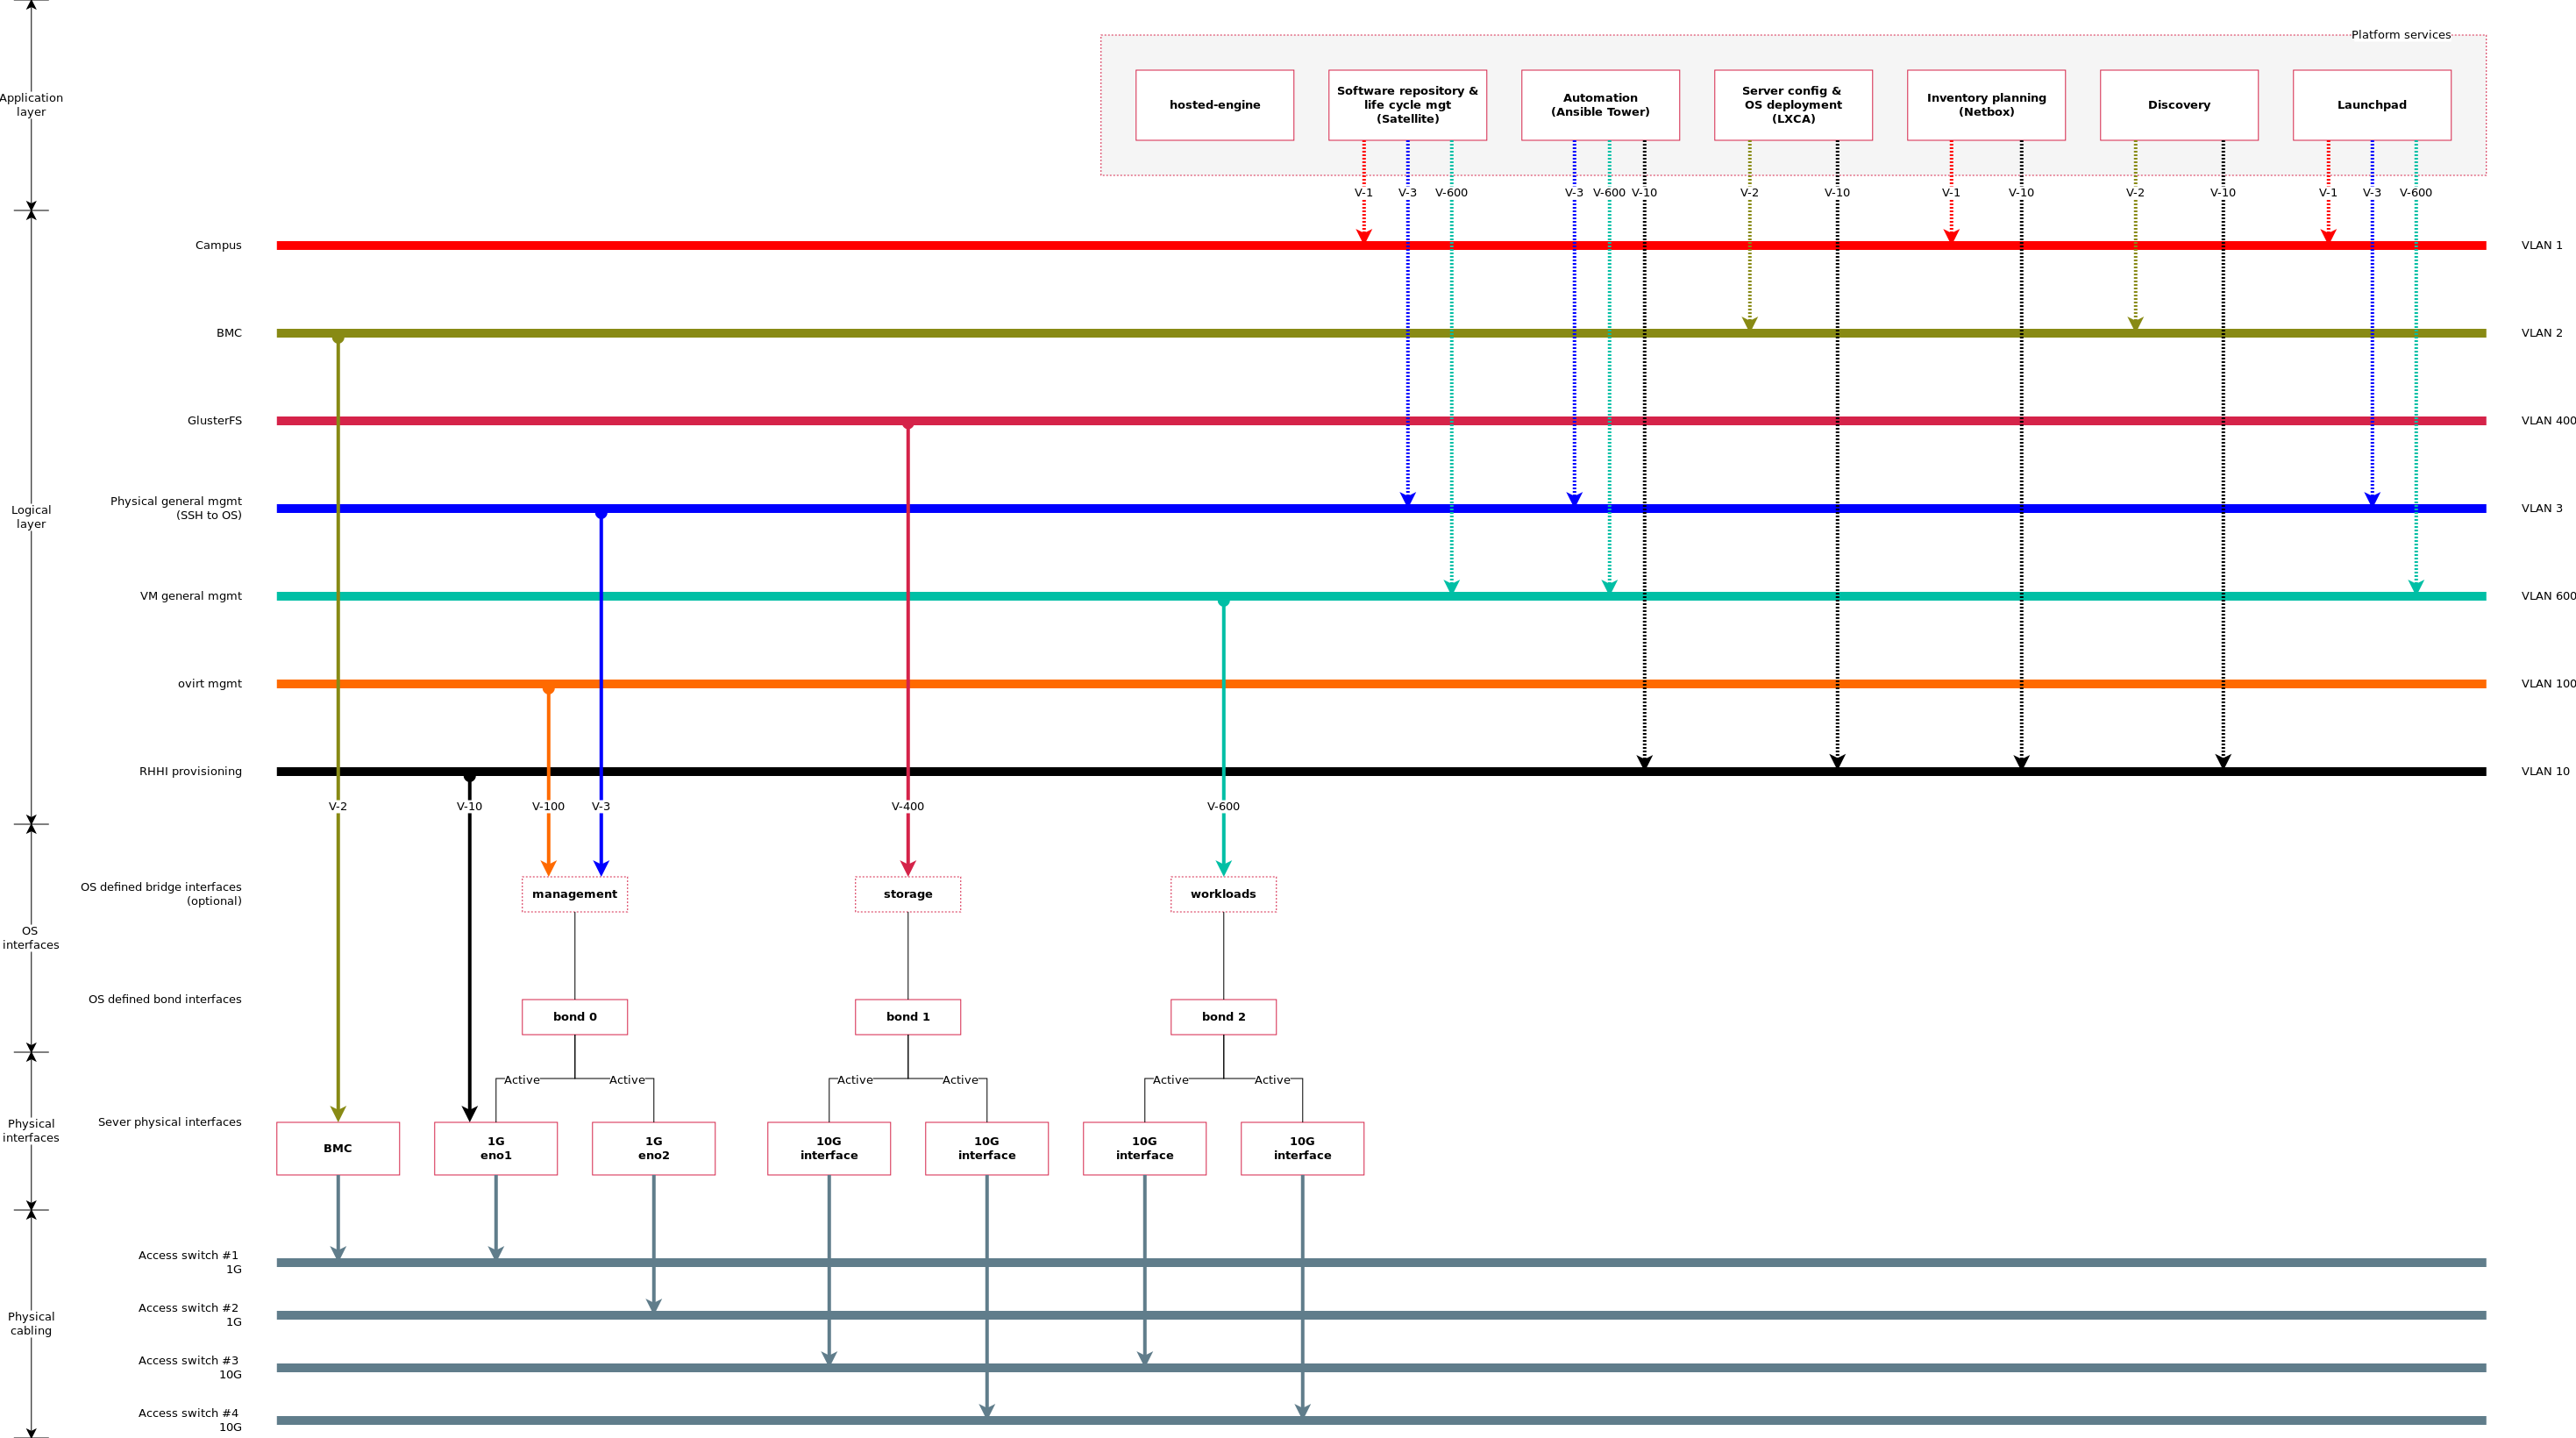 Platform services
Application
layer
hosted-engine
Software repository &
life cycle mgt
(Satellite)
Automation
(Ansible Tower)
Server config &
OS deployment
(LXCA)
Inventory planning
(Netbox)
Discovery
Launchpad
V-1
V-3
V-600
V-3
V-600
V-10
V-2
V-10
V-1
V-10
V-2
V-10
V-1
V-3
V-600
Campus
VLAN 1
BMC
VLAN 2
GlusterFS
VLAN 400
Logical
layer
Physical general mgmt
(SSH to OS)
VLAN 3
VM general mgmt
VLAN 600
ovirt mgmt
VLAN 100
RHHI provisioning
VLAN 10
V-2
V-10
V-100
V-3
V-400
V-600
OS
interfaces
OS defined bridge interfaces
(optional)
management
storage
workloads
OS defined bond interfaces
bond 0
bond 1
bond 2
Active
Active
Active
Active
Active
Active
Physical
interfaces
Sever physical interfaces
BMC
1G
eno1
1G
eno2
10G
interface
10G
interface
10G
interface
10G
interface
Physical
cabling
Access switch #1
1G
Access switch #2
1G
Access switch #3
10G
Access switch #4
10G